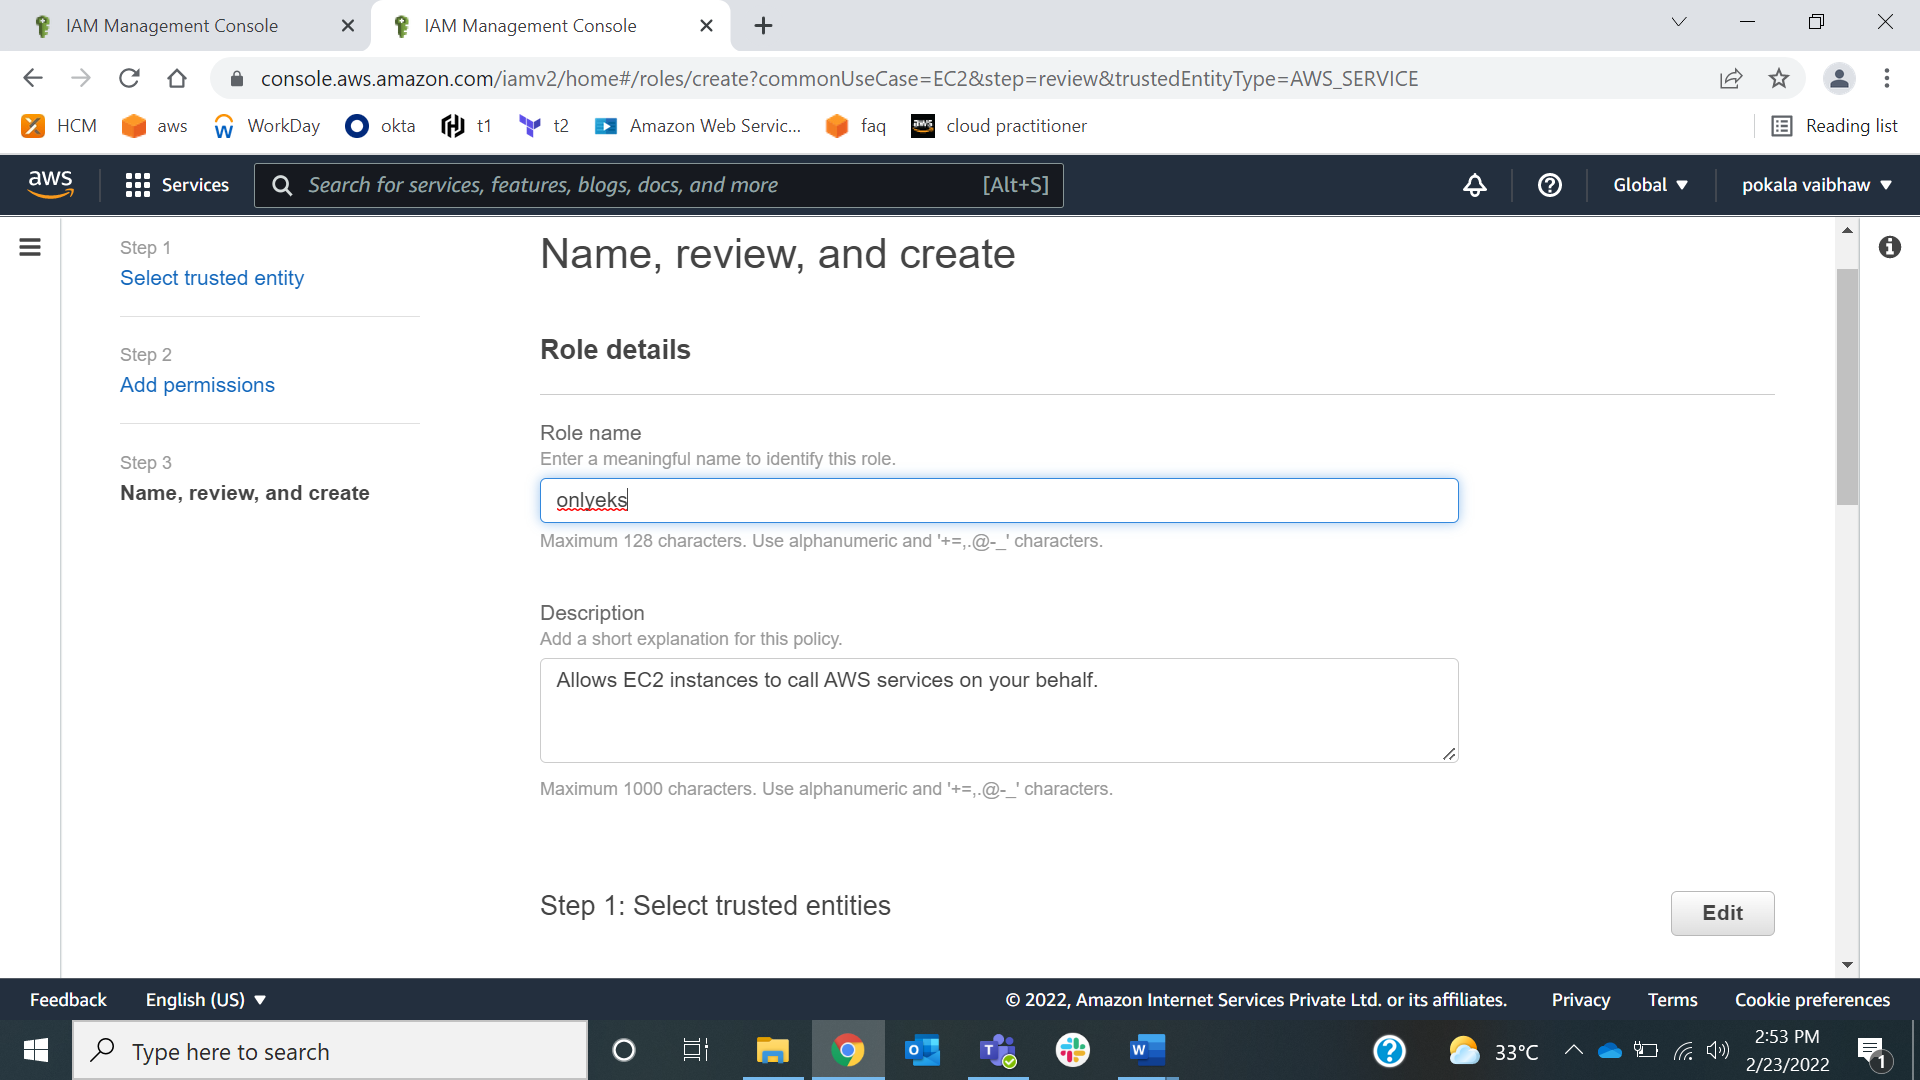 IAM Management Console
IAM Management Console
console.aws.amazon.com/iamv2/home#/roles/create?commonUseCase=EC2&step=review&trustedEntityType=AWS_SERVICE
HCM
aws
WorkDay
okta
t1
t2
Amazon Web Servic...
faq
aws
cloud practitioner
Reading list
aws
Services
Search for services, features, blogs, docs, and more
[Alt+S]
Global
pokala vaibhaw
Step 1
Select trusted entity
Step 2
Add permissions
Step 3
Name, review, and create
Name, review, and create
Role details
Role name
Enter a meaningful name to identify this role.
onlyeks
Maximum 128 characters. Use alphanumeric and '+=,.@-_' characters.
Description
Add a short explanation for this policy.
Allows EC2 instances to call AWS services on your behalf.
Maximum 1000 characters. Use alphanumeric and '+=,.@-_' characters.
Step 1: Select trusted entities
Edit
Feedback
English (US)
© 2022, Amazon Internet Services Private Ltd. or its affiliates.
Privacy
Terms
Cookie preferences
Type here to search
33°C
2:53 PM
2/23/2022
1